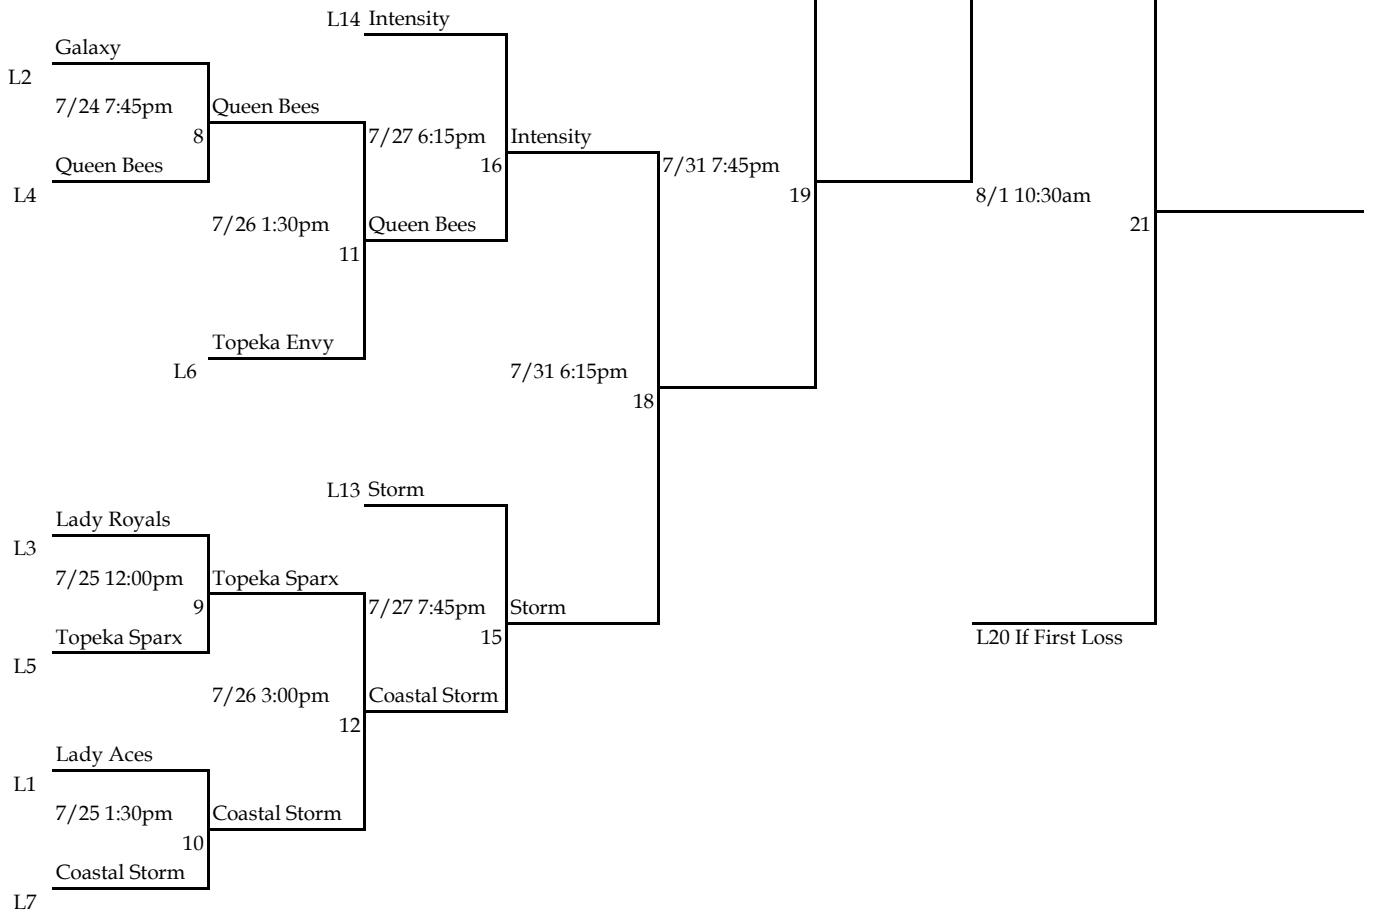 L14 Intensity
Galaxy
L2
7/24 7:45pm
Queen Bees
8
7/27 6:15pm
Intensity
Queen Bees
16
7/31 7:45pm
L4
19
8/1 10:30am
7/26 1:30pm
Queen Bees
21
11
Topeka Envy
L6
7/31 6:15pm
18
L13 Storm
Lady Royals
L3
7/25 12:00pm
Topeka Sparx
9
7/27 7:45pm
Storm
Topeka Sparx
15
L20 If First Loss
L5
7/26 3:00pm
Coastal Storm
12
Lady Aces
L1
7/25 1:30pm
Coastal Storm
10
Coastal Storm
L7